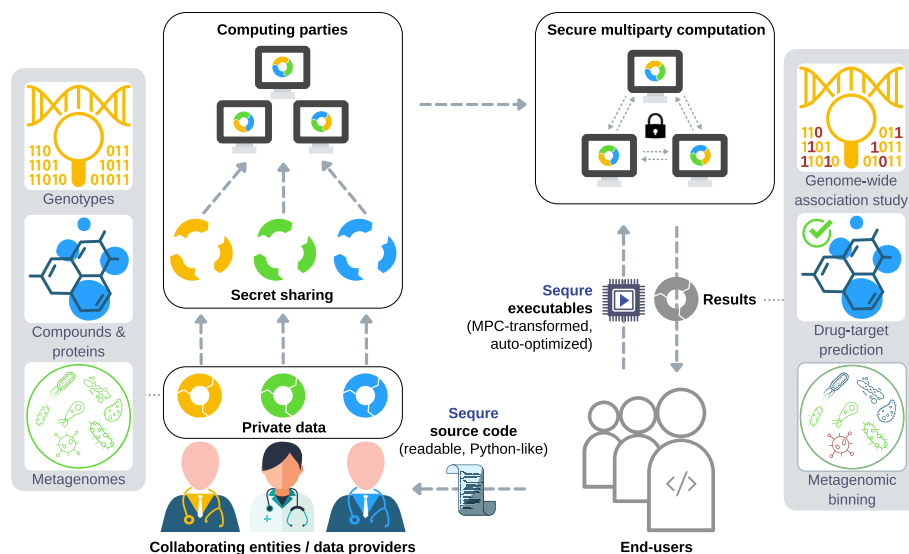 Computing parties
Secure multiparty computation
110
011
1101
1011
11010
01011
Genotypes
Compounds &
proteins
Metagenomes
Secret sharing
Private data
Collaborating entities / data providers
Sequre
source code
(readable, Python-like)
Sequre
executables
(MPC-transformed,
auto-optimized)
Results
</>
End-users
110
011
1101
1011
11010
01011
Genome-wide
association study
Drug-target
prediction
Metagenomic
binning